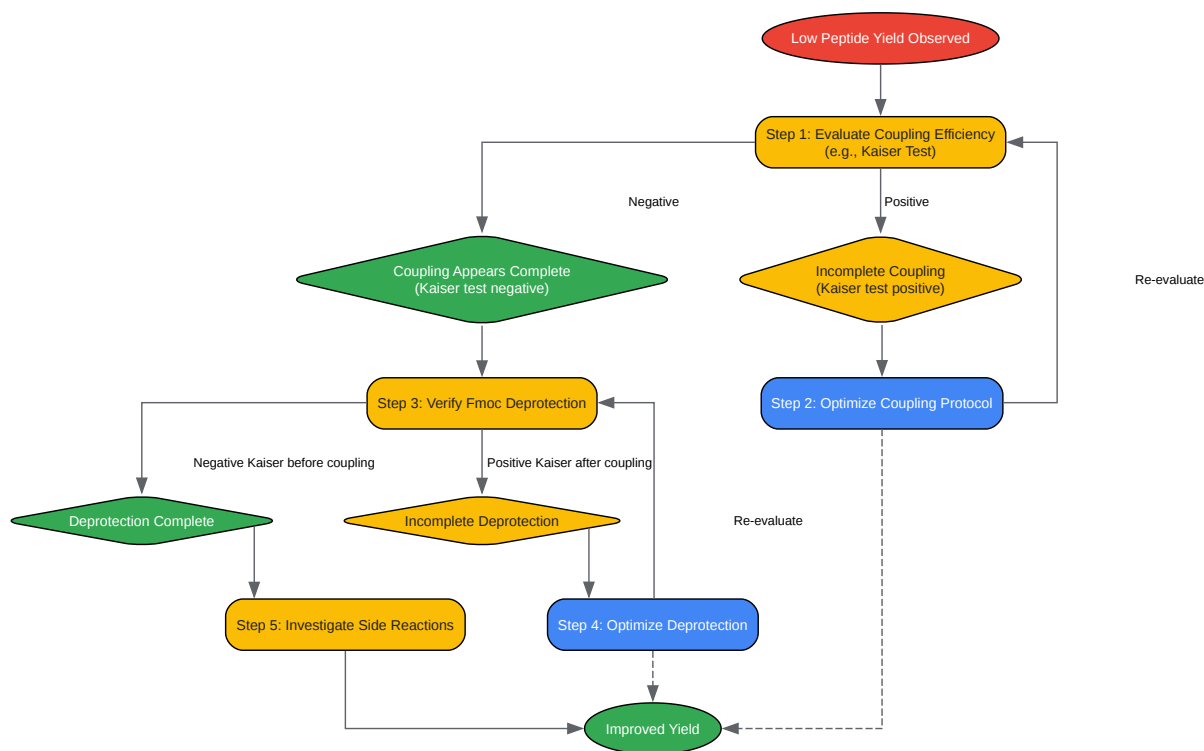 Low Peptide Yield Observed
Step 1: Evaluate Coupling Efficiency
(e.g., Kaiser Test)
Negative
Positive
Coupling Appears Complete
(Kaiser test negative)
Incomplete Coupling
(Kaiser test positive)
Re-evaluate
Step 3: Verify Fmoc Deprotection
Step 2: Optimize Coupling Protocol
Negative Kaiser before coupling
Positive Kaiser after coupling
Deprotection Complete
Incomplete Deprotection
Re-evaluate
Step 5: Investigate Side Reactions
Step 4: Optimize Deprotection
Improved Yield